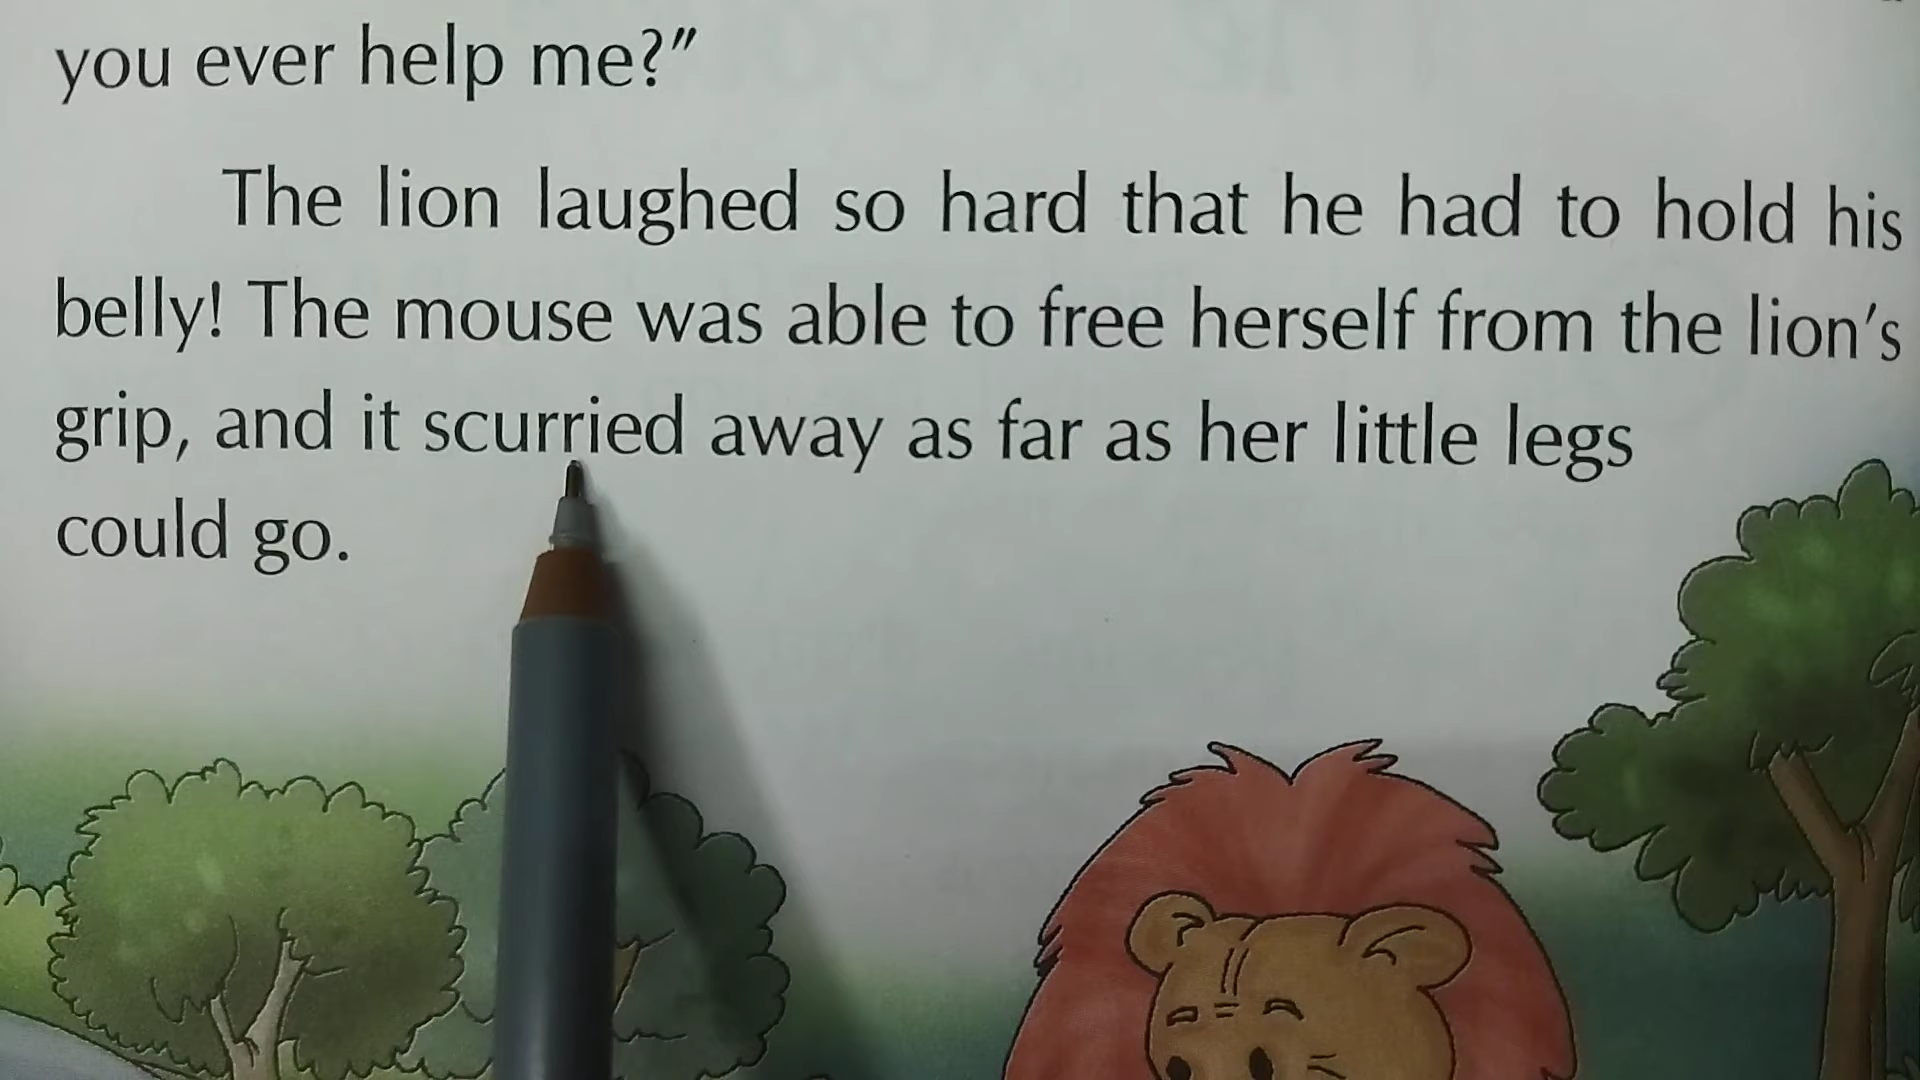 you ever help me?”
The lion laughed so hard that he had to hold his
belly! The mouse was able to free herself from the lion’s
grip, and it scurried away as far as her little legs
could go.